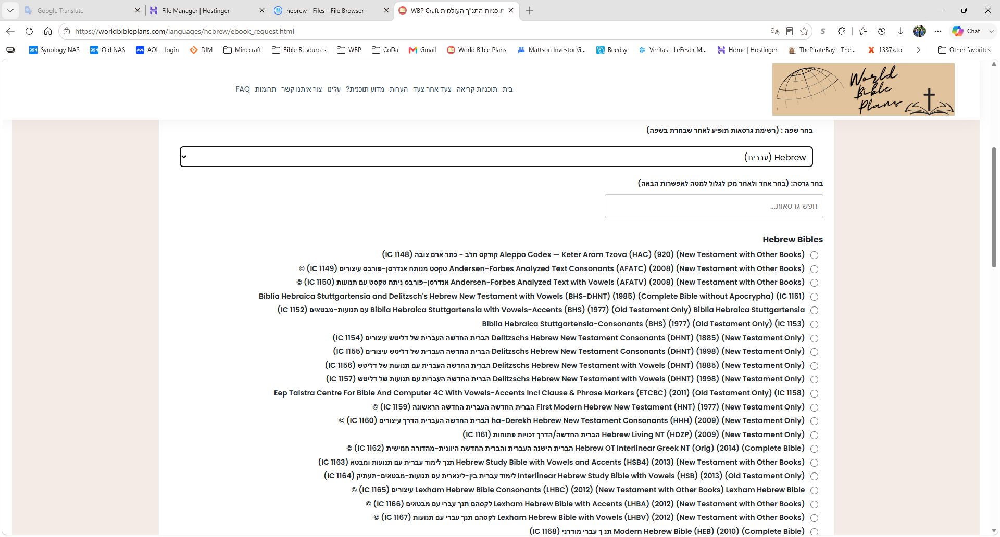 Google Translate
File Manager | Hostinger
hebrew - Files - File Browser
WBP Craft תוכניות התנ"ך העולמית
https://worldbibleplans.com/languages/hebrew/ebook_request.html
Chat
Synology NAS
Old NAS
AOL - login
DIM
Minecraft
Bible Resources
WBP
CoDa
Gmail
World Bible Plans
Mattson Investor G...
Reedsy
Veritas - LeFever M...
Home | Hostinger
ThePirateBay - The...
1337x.to
Other favorites
World
Bible
Plans
בית תוכניות קריאה צעד אחר צעד הערות מדוע תוכנית? עלינו צור איתנו קשר תרומות FAQ
בחר שפה : (רשימת גרסאות תופיע לאחר שבחרת בשפה)
Hebrew (עִברִית)
בחר גרסה: (בחר אחד ולאחר מכן לגלול למטה לאפשרות הבאה)
חפש גרסאות...
Hebrew Bibles
Aleppo Codex — Keter Aram Tzova (HAC) (920) (New Testament with Other Books) קודקס חלב - כתר ארם צובה (IC 1148)
Andersen-Forbes Analyzed Text Consonants (AFATC) (2008) (New Testament with Other Books) טקסט מנותח אנדרסן-פורבס עיצורים (IC 1149) ©
Andersen-Forbes Analyzed Text with Vowels (AFATV) (2008) (New Testament with Other Books) אנדרסן-פורבס ניתח טקסט עם תנועות (IC 1150) ©
Biblia Hebraica Stuttgartensia and Delitzsch's Hebrew New Testament with Vowels (BHS-DHNT) (1985) (Complete Bible without Apocrypha) (IC 1151)
Biblia Hebraica Stuttgartensia with Vowels-Accents (BHS) (1977) (Old Testament Only) Biblia Hebraica Stuttgartensia עם תנועות-מבטאים (IC 1152)
Biblia Hebraica Stuttgartensia-Consonants (BHS) (1977) (Old Testament Only) (IC 1153)
Delitzschs Hebrew New Testament Consonants (DHNT) (1885) (New Testament Only) הברית החדשה העברית של דליטש עיצורים (IC 1154)
Delitzschs Hebrew New Testament Consonants (DHNT) (1998) (New Testament Only) הברית החדשה העברית של דליטש עיצורים (IC 1155)
Delitzschs Hebrew New Testament with Vowels (DHNT) (1885) (New Testament Only) הברית החדשה העברית עם תנועות של דליטש (IC 1156)
Delitzschs Hebrew New Testament with Vowels (DHNT) (1998) (New Testament Only) הברית החדשה העברית עם תנועות של דליטש (IC 1157)
Eep Talstra Centre For Bible And Computer 4C With Vowels-Accents Incl Clause & Phrase Markers (ETCBC) (2011) (Old Testament Only) (IC 1158)
First Modern Hebrew New Testament (HNT) (1977) (New Testament Only) הברית החדשה העברית החדשה הראשונה (IC 1159) ©
ha-Derekh Hebrew New Testament Consonants (HHH) (2009) (New Testament Only) הברית החדשה העברית הדרך עיצורים (IC 1160) ©
Hebrew Living NT (HDZP) (2009) (New Testament Only) הברית החדשה/הדרך זכויות פתוחות (IC 1161)
Hebrew OT Interlinear Greek NT (Orig) (2014) (Complete Bible) הברית הישנה העברית והברית החדשה היוונית-מהדורה חמישית (IC 1162) ©
Hebrew Study Bible with Vowels and Accents (HSB4) (2013) (New Testament with Other Books) תנך לימוד עברית עם תנועות ומבטא (IC 1163)
Interlinear Hebrew Study Bible with Vowels (HSB) (2013) (Old Testament Only) לימוד עברית בין-לינארית עם תנועות-מבטאים-תעתיק (IC 1164)
Lexham Hebrew Bible Consonants (LHBC) (2012) (New Testament with Other Books) Lexham Hebrew Bible עיצורים (IC 1165) ©
Lexham Hebrew Bible with Accents (LHBA) (2012) (New Testament with Other Books) לקסהם תנך עברי עם מבטאים (IC 1166) ©
Lexham Hebrew Bible with Vowels (LHBV) (2012) (New Testament with Other Books) לקסהם תנך עברי עם תנועות (IC 1167) ©
Modern Hebrew Bible (HEB) (2010) (Complete Bible) תנ ך עברי מודרני (IC 1168)